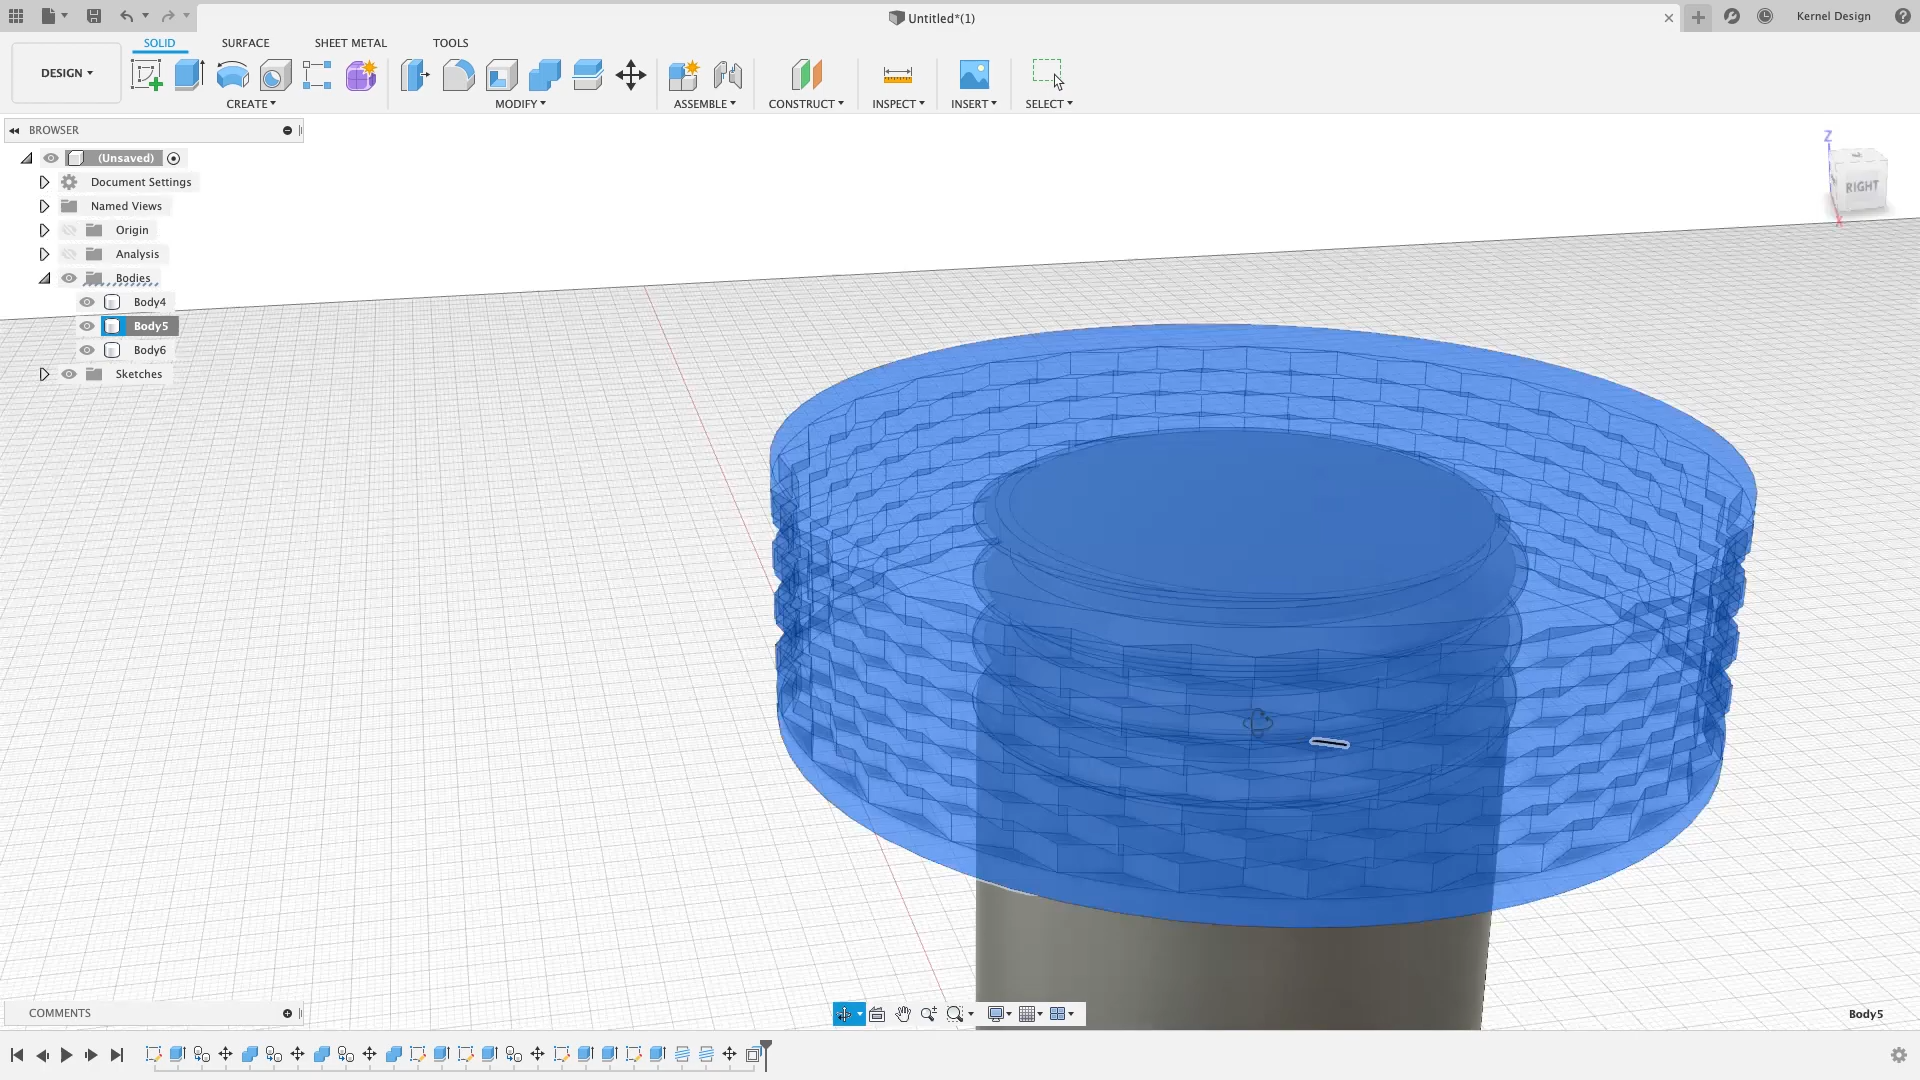 Untitled*(1)
Kernel Design
DESIGN
SOLID
SURFACE
SHEET METAL
TOOLS
CREATE
MODIFY
ASSEMBLE
CONSTRUCT
INSPECT
INSERT
SELECT
BROWSER
(Unsaved)
Document Settings
Named Views
Origin
Analysis
Bodies
Body4
Body5
Body6
Sketches
Z
RIGHT
X
COMMENTS
Body5